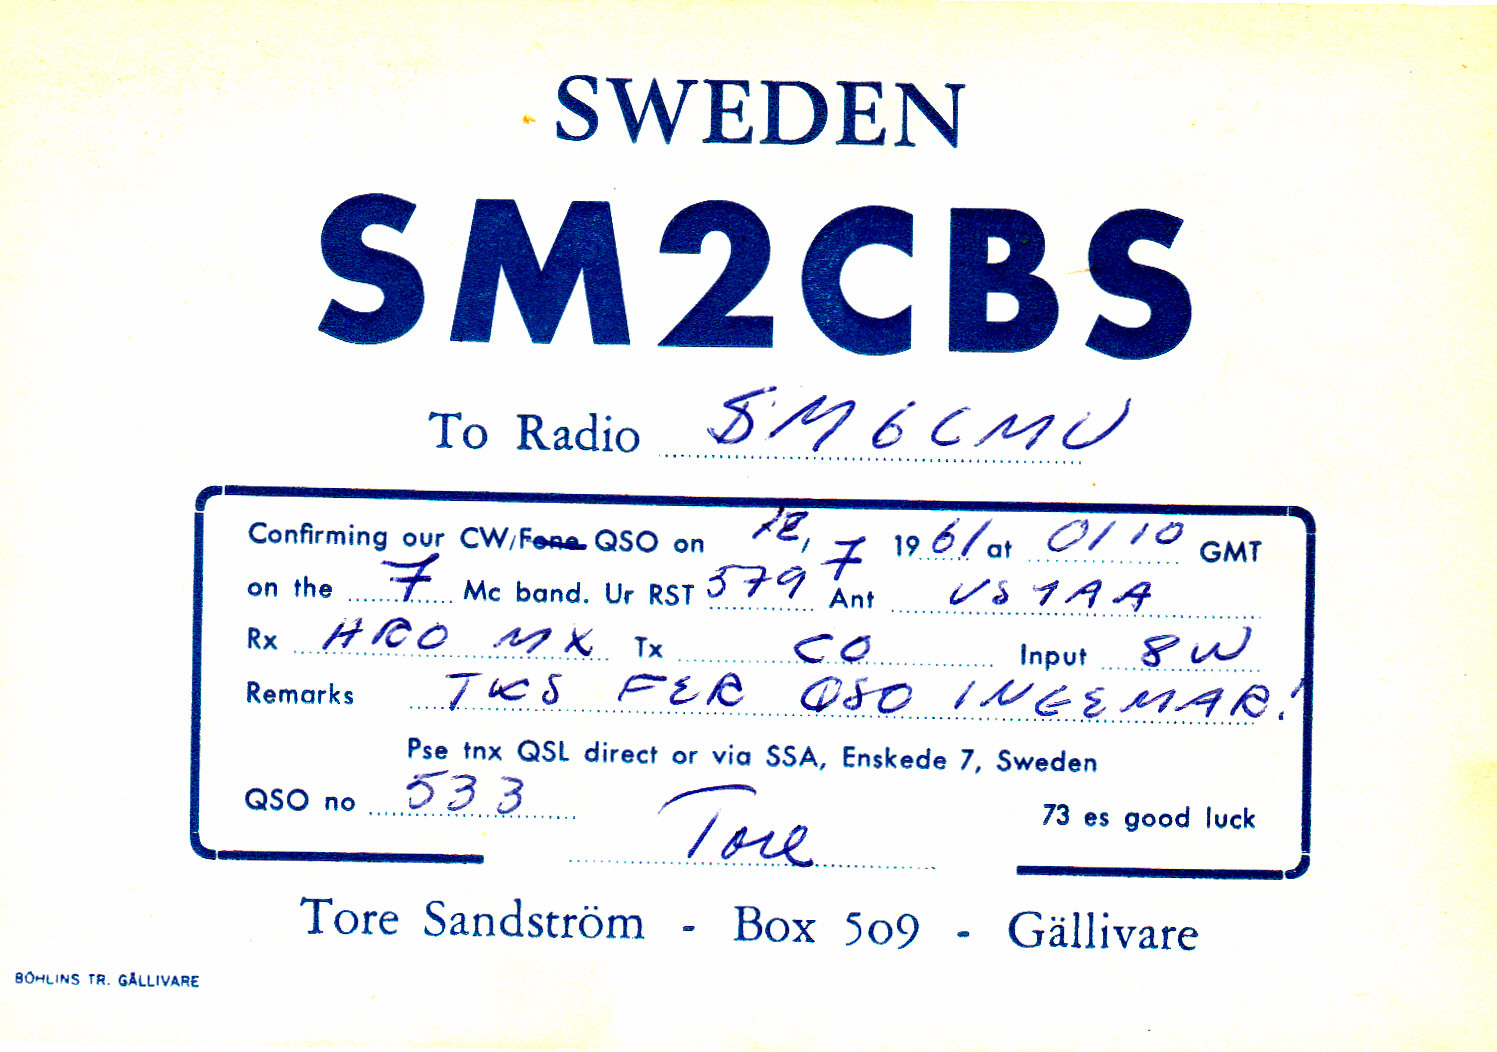 SWEDEN
SM2CBS
To Radio SM6CMU
Confirming our CW/Fone QSO on 12/7 1961 at 0110 GMT
on the 7 Mc band. Ur RST 579 Ant VS1AA
Rx HRO MX Tx CO Input 8W
Remarks TKS FER QSO INGEMAR!
Pse tnx QSL direct or via SSA, Enskede 7, Sweden
QSO no 533 Tore 73 es good luck
Tore Sandström - Box 509 - Gällivare
BÖHLINS TR. GÄLLIVARE